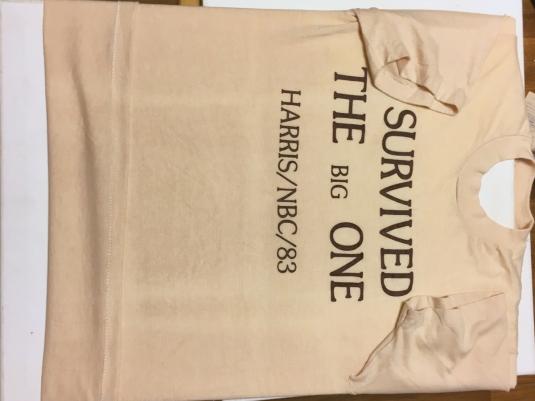 SURVIVED
THE BIG ONE
HARRIS/NBC/83